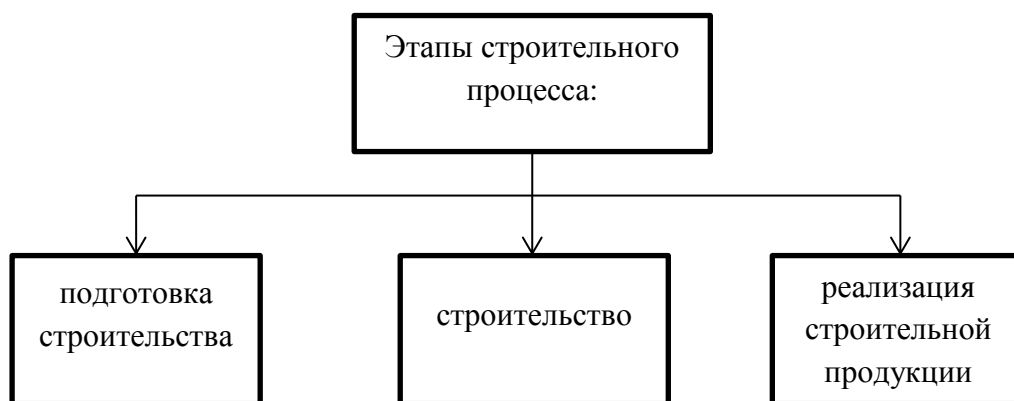 Этапы строительного
процесса:
подготовка
строительства
строительство
реализация
строительной
продукции